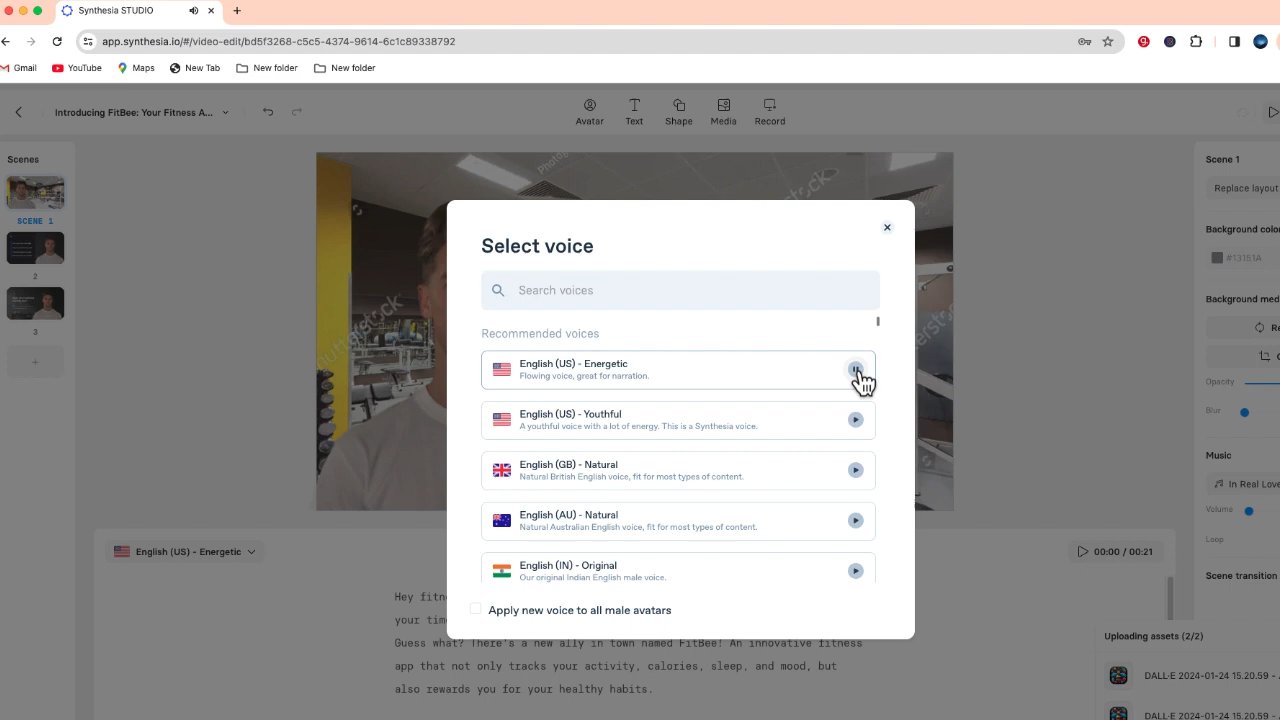 Synthesia STUDIO
app.synthesia.io/#/video-edit/bd5f3268-c5c5-4374-9614-6c1c89338792
Gmail YouTube Maps New Tab New folder New folder
Introducing FitBee: Your Fitness A...
Avatar Text Shape Media Record
Scenes
SCENE 1
2
3
Scene 1
Replace layout
Background color
#13151A
Background med
Re
Opacity
Blur
Music
In Real Love
Volume
Loop
Scene transition
Select voice
Search voices
Recommended voices
English (US) - Energetic
Flowing voice, great for narration.
English (US) - Youthful
A youthful voice with a lot of energy. This is a Synthesia voice.
English (GB) - Natural
Natural British English voice, fit for most types of content.
English (AU) - Natural
Natural Australian English voice, fit for most types of content.
English (IN) - Original
Our original Indian English male voice.
Apply new voice to all male avatars
English (US) - Energetic
00:00 / 00:21
Hey fitn
your tim
Guess what? There's a new ally in town named FitBee! An innovative fitness
app that not only tracks your activity, calories, sleep, and mood, but
also rewards you for your healthy habits.
Uploading assets (2/2)
DALL·E 2024-01-24 15.20.59 -
DALL·E 2024-01-24 15.20.59 -